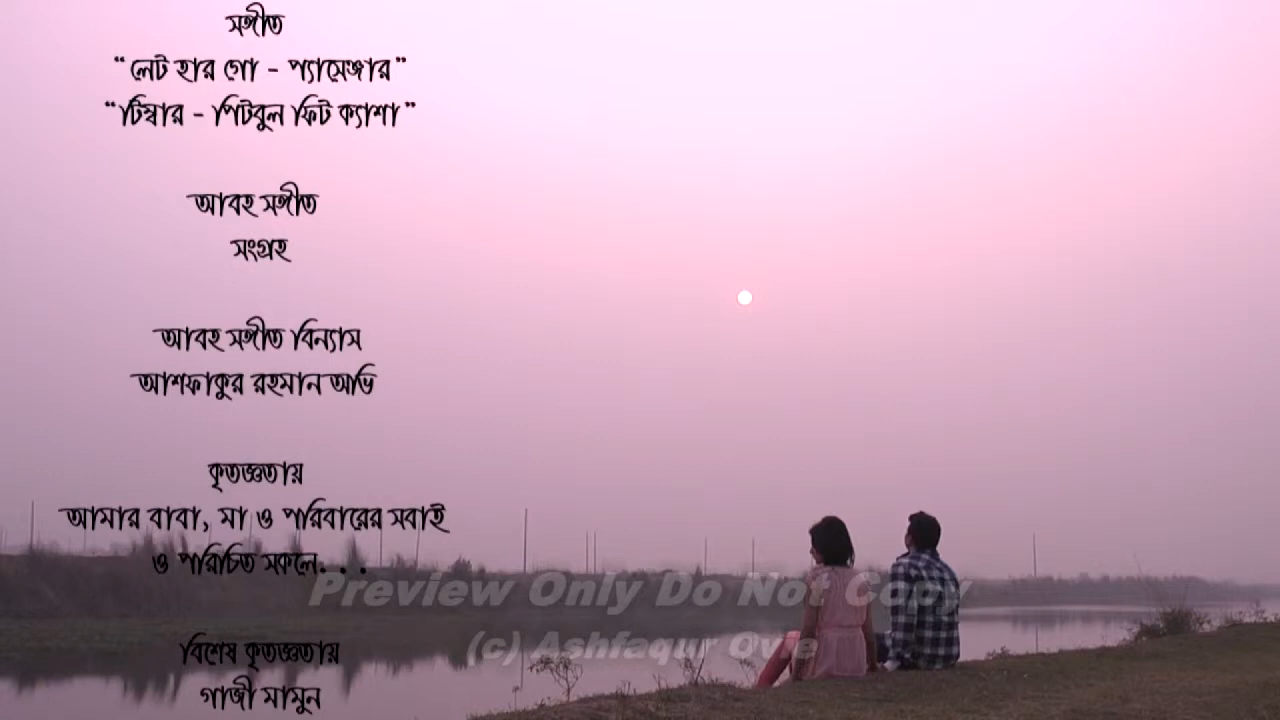 সঙ্গীত
“লেট হার গো - প্যাসেঞ্জার”
“টিম্বার - পিটবুল ফিট ক্যাশা”
আবহ সঙ্গীত
সংগ্রহ
আবহ সঙ্গীত বিন্যাস
আশফাকুর রহমান অভি
কৃতজ্ঞতায়
আমার বাবা, মা ও পরিবারের সবাই
ও পরিচিত সকলে...
Preview Only Do Not Copy
(c) Ashfaqur Ovie
বিশেষ কৃতজ্ঞতায়
গাজী মামুন